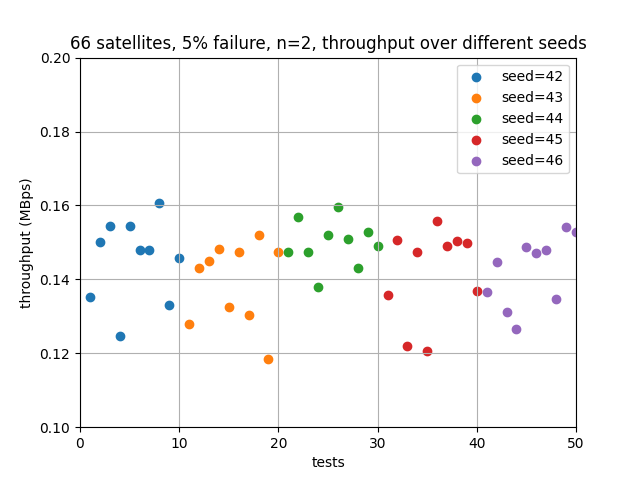 66 satellites, 5% failure, n=2, throughput over different seeds
throughput (MBps)
0.20
0.18
0.16
0.14
0.12
0.10
seed=42
seed=43
seed=44
seed=45
seed=46
0
10
20
30
40
50
tests